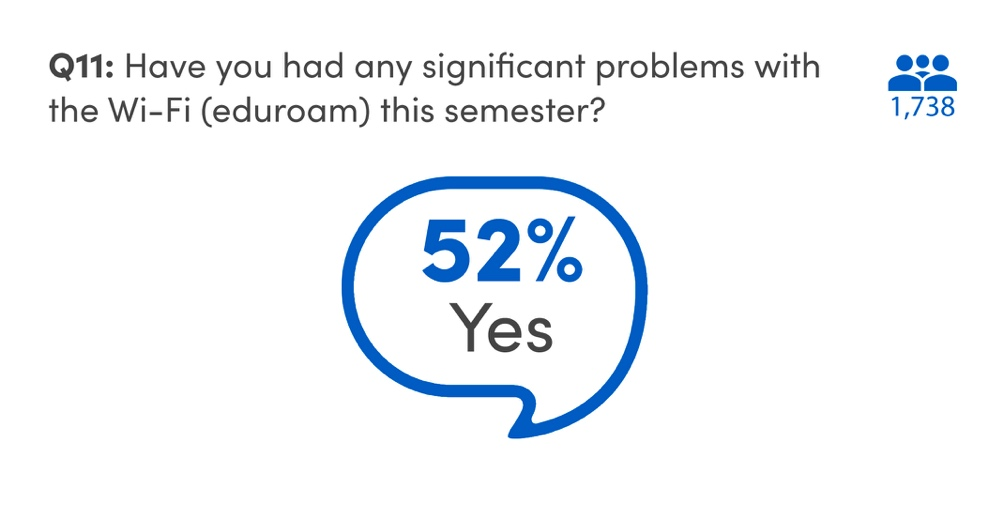 Q11: Have you had any significant problems with
the Wi-Fi (eduroam) this semester?
1,738
52%
Yes